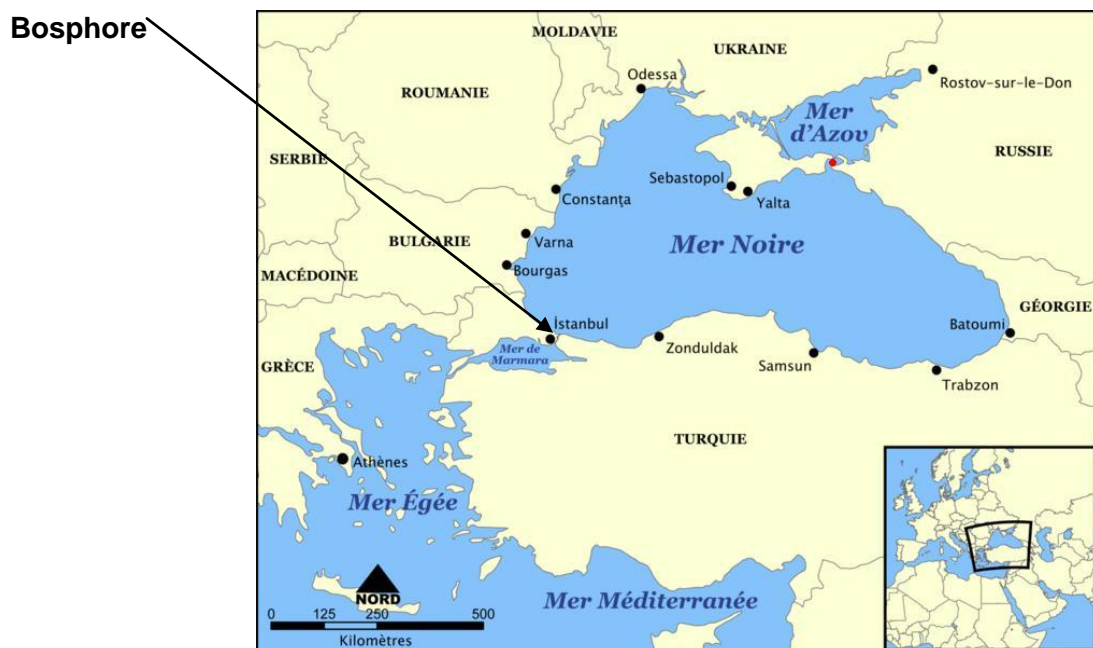 Bosphore
MOLDAVIE
UKRAINE
Odessa
Rostov-sur-le-Don
ROUMANIE
Mer
d'Azov
RUSSIE
SERBIE
Sebastopol
Yalta
Constanţa
Varna
BULGARIE
Mer Noire
Bourgas
MACÉDOINE
GÉORGIE
İstanbul
Batoumi
Mer de
Marmara
Zonduldak
Samsun
GRÈCE
Trabzon
TURQUIE
Athènes
Mer Égée
NORD
Mer Méditerranée
0 125 250 500
Kilomètres